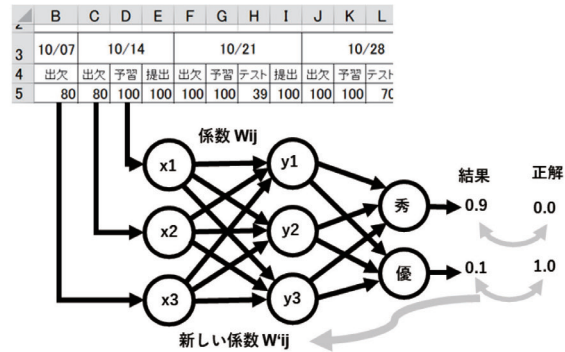 B C D E F G H I J K L
3 10/07 10/14 10/21 10/28
4 出欠 出欠 予習 提出 出欠 予習 テスト 提出 出欠 予習 テスト
5 80 80 100 100 100 100 39 100 100 100 70
係数 Wij
x1 y1
結果 正解
秀 0.9 0.0
x2 y2
優 0.1 1.0
x3 y3
新しい係数 W'ij